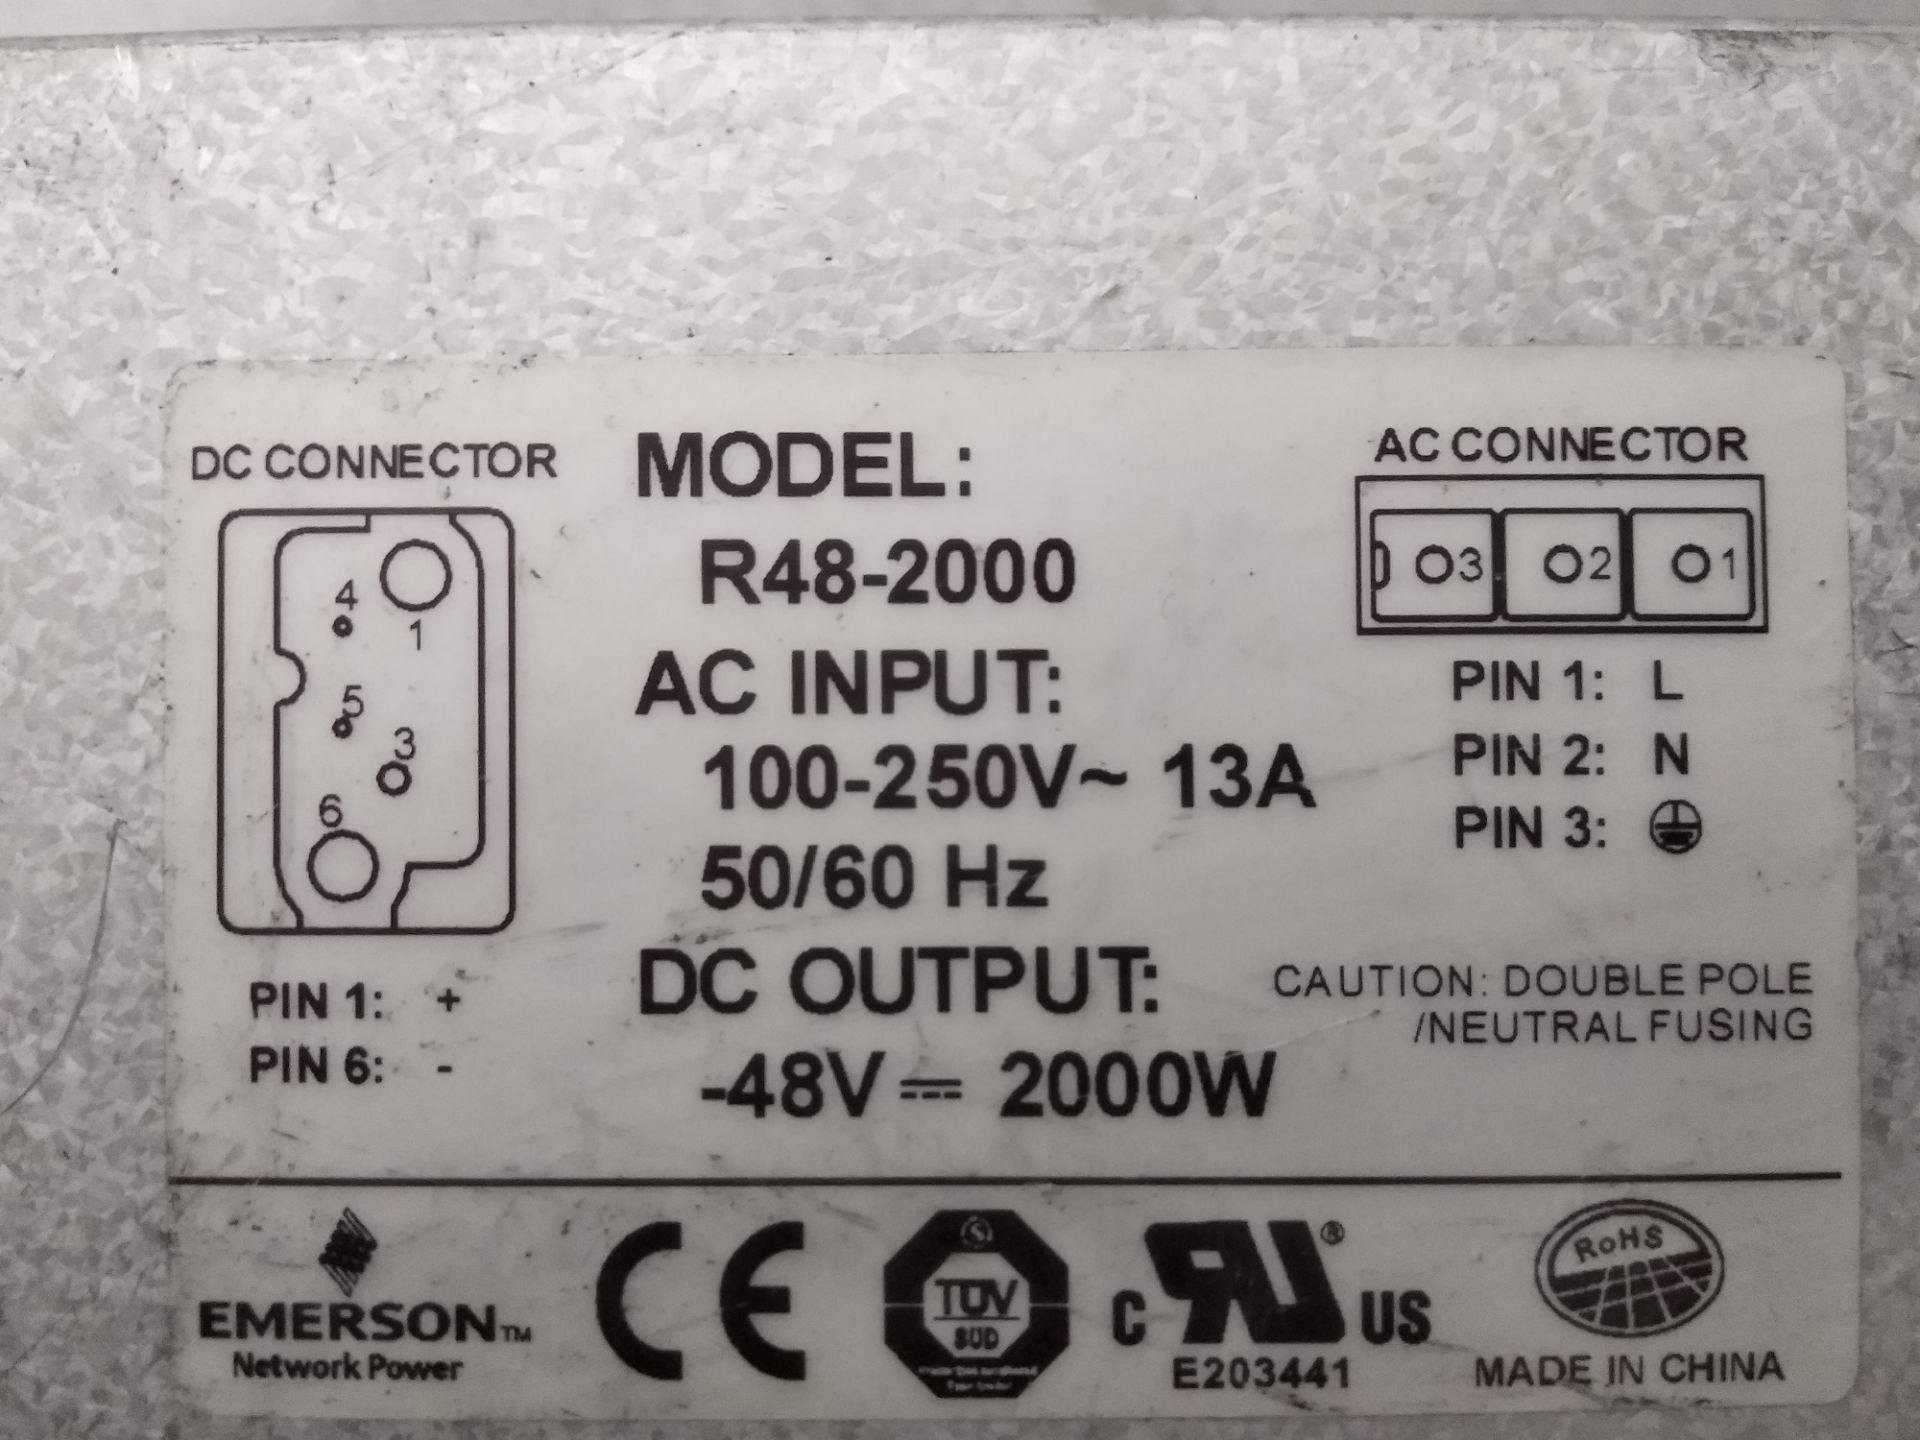 DC CONNECTOR
4
1
5
3
6
PIN 1: +
PIN 6: -
MODEL:
R48-2000
AC INPUT:
100-250V~ 13A
50/60 Hz
DC OUTPUT:
-48V⎓ 2000W
AC CONNECTOR
3 2 1
PIN 1: L
PIN 2: N
PIN 3: ⏚
CAUTION: DOUBLE POLE
/NEUTRAL FUSING
EMERSON™
Network Power
CE
S
TÜV
SÜD
C RU® US
E203441
RoHS
MADE IN CHINA